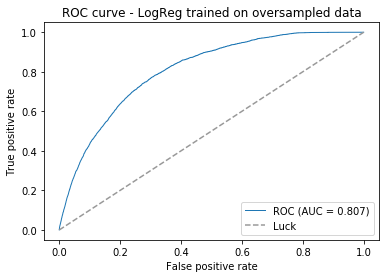 ROC curve - LogReg trained on oversampled data
True positive rate
1.0
0.8
0.6
0.4
0.2
0.0
ROC (AUC = 0.807)
Luck
0.0 0.2 0.4 0.6 0.8 1.0
False positive rate